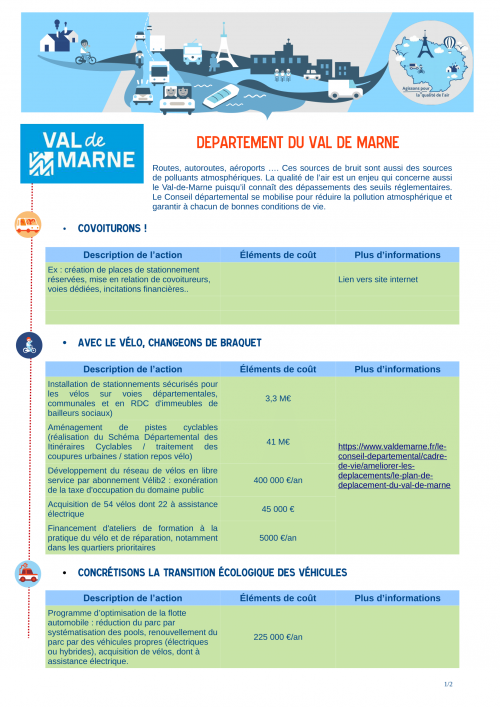 Agissons pour
la qualité de l'air
VAL de
MARNE
DEPARTEMENT DU VAL DE MARNE
Routes, autoroutes, aéroports …. Ces sources de bruit sont aussi des sources
de polluants atmosphériques. La qualité de l'air est un enjeu qui concerne aussi
le Val-de-Marne puisqu'il connaît des dépassements des seuils réglementaires.
Le Conseil départemental se mobilise pour réduire la pollution atmosphérique et
garantir à chacun de bonnes conditions de vie.
• COVOITURONS !
Description de l'action Éléments de coût Plus d'informations
Ex : création de places de stationnement
réservées, mise en relation de covoitureurs,
voies dédiées, incitations financières..
Lien vers site internet
• AVEC LE VÉLO, CHANGEONS DE BRAQUET
Description de l'action Éléments de coût Plus d'informations
Installation de stationnements sécurisés pour
les vélos sur voies départementales,
communales et en RDC d'immeubles de
bailleurs sociaux)
3,3 M€
Aménagement de pistes cyclables
(réalisation du Schéma Départemental des
Itinéraires Cyclables / traitement des
coupures urbaines / station repos vélo)
41 M€
Développement du réseau de vélos en libre
service par abonnement Vélib2 : exonération
de la taxe d'occupation du domaine public
400 000 €/an
Acquisition de 54 vélos dont 22 à assistance
électrique
45 000 €
Financement d'ateliers de formation à la
pratique du vélo et de réparation, notamment
dans les quartiers prioritaires
5000 €/an
https://www.valdemarne.fr/le-
conseil-departemental/cadre-
de-vie/ameliorer-les-
deplacements/le-plan-de-
deplacement-du-val-de-marne
• CONCRÉTISONS LA TRANSITION ÉCOLOGIQUE DES VÉHICULES
Description de l'action Éléments de coût Plus d'informations
Programme d'optimisation de la flotte
automobile : réduction du parc par
systématisation des pools, renouvellement du
parc par des véhicules propres (électriques
ou hybrides), acquisition de vélos, dont à
assistance électrique.
225 000 €/an
1/2